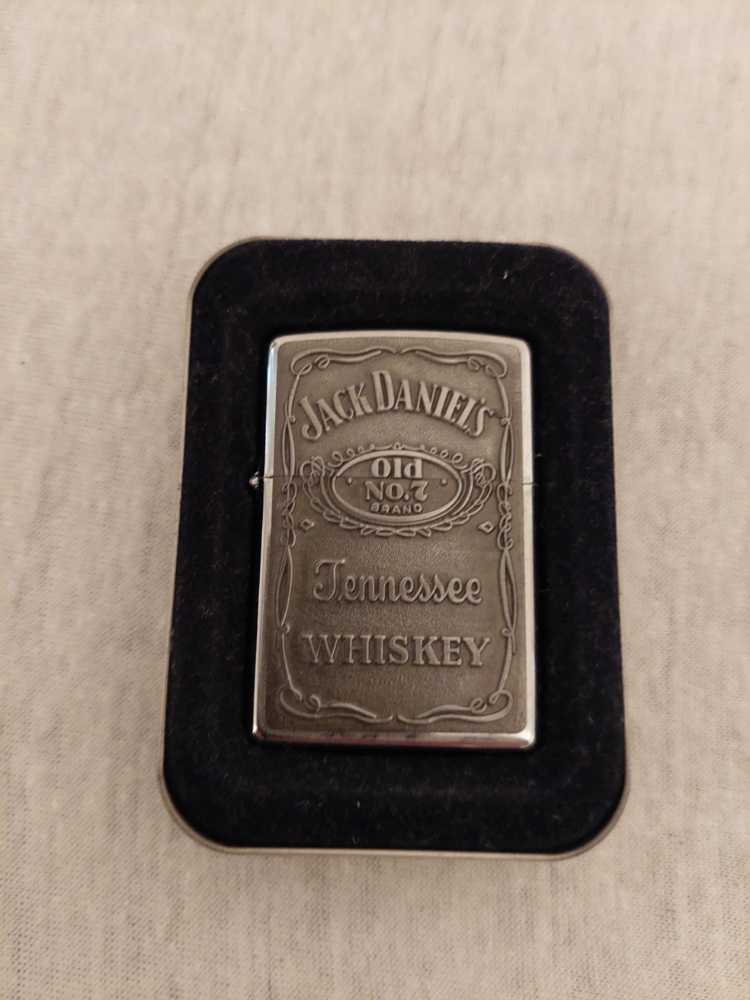 JACK DANIEL'S
Old
NO.7
BRAND
Tennessee
WHISKEY